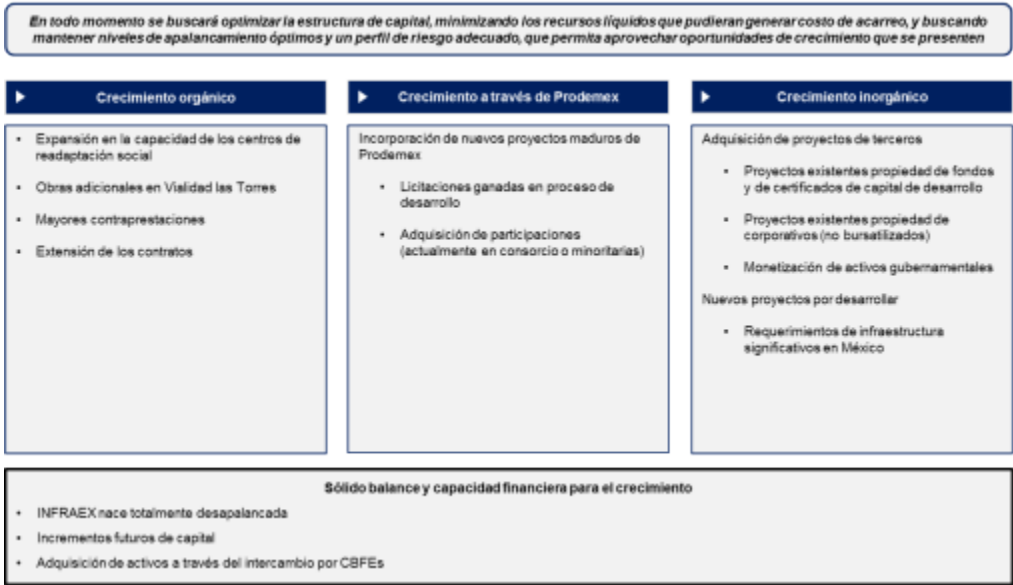 En todo momento se buscará optimizar la estructura de capital, minimizando los recursos líquidos que pudieran generar costo de acarreo, y buscando
mantener niveles de apalancamiento óptimos y un perfil de riesgo adecuado, que permita aprovechar oportunidades de crecimiento que se presenten
Crecimiento orgánico
• Expansión en la capacidad de los centros de
readaptación social
• Obras adicionales en Vialidad las Torres
• Mayores contraprestaciones
• Extensión de los contratos
Crecimiento a través de Prodemex
Incorporación de nuevos proyectos maduros de
Prodemex
• Licitaciones ganadas en proceso de
desarrollo
• Adquisición de participaciones
(actualmente en consorcio o minoritarias)
Crecimiento inorgánico
Adquisición de proyectos de terceros
• Proyectos existentes propiedad de fondos
y de certificados de capital de desarrollo
• Proyectos existentes propiedad de
corporativos (no bursatilizados)
• Monetización de activos gubernamentales
Nuevos proyectos por desarrollar
• Requerimientos de infraestructura
significativos en México
Sólido balance y capacidad financiera para el crecimiento
• INFRAEX nace totalmente desapalancada
• Incrementos futuros de capital
• Adquisición de activos a través del intercambio por CBFEs